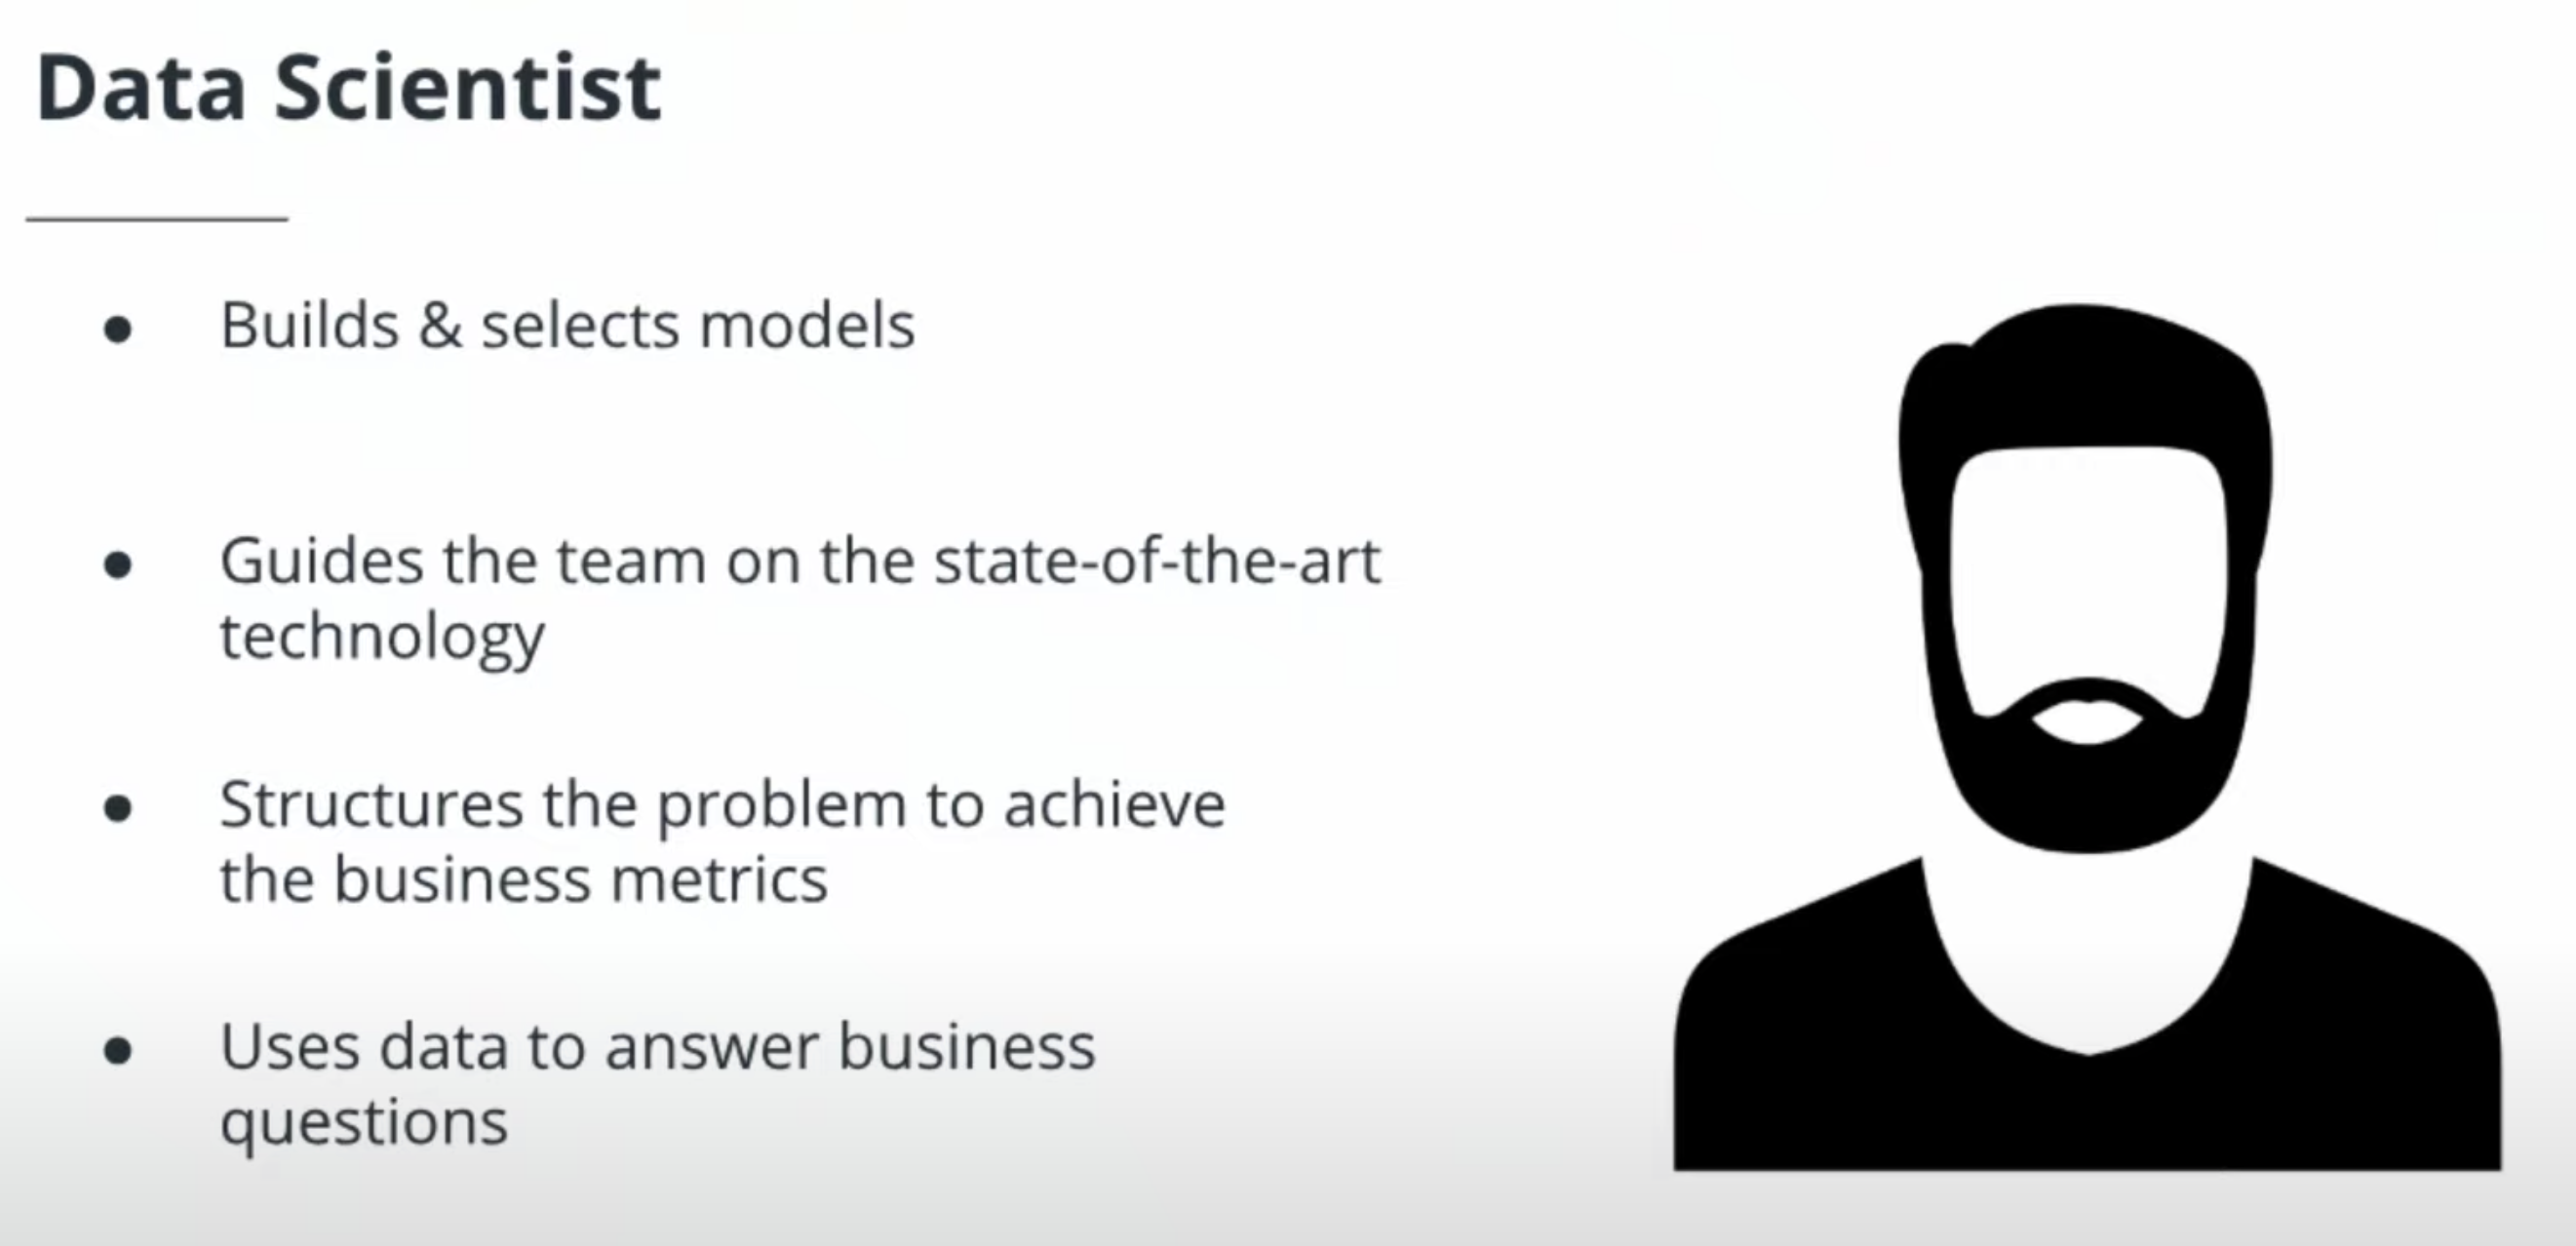 Data Scientist
● Builds & selects models
● Guides the team on the state-of-the-art
technology
● Structures the problem to achieve
the business metrics
● Uses data to answer business
questions